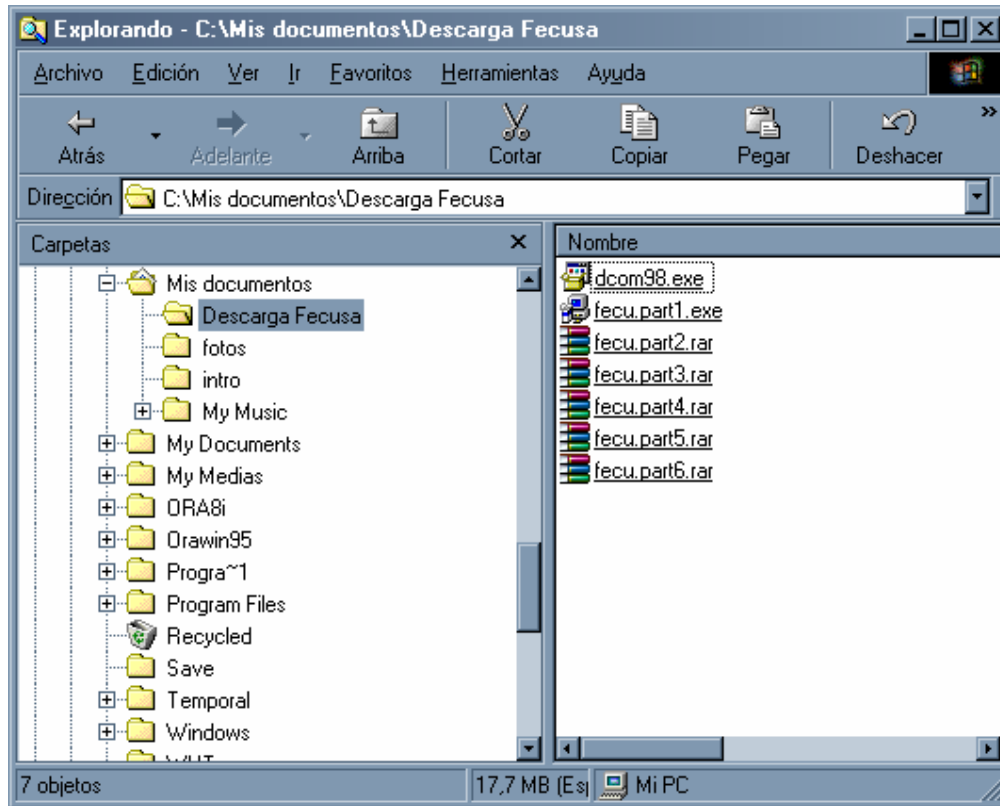 Explorando - C:\Mis documentos\Descarga Fecusa
Archivo Edición Ver Ir Favoritos Herramientas Ayuda
Atrás Adelante Arriba Cortar Copiar Pegar Deshacer »
Dirección C:\Mis documentos\Descarga Fecusa
Carpetas
Mis documentos
Descarga Fecusa
fotos
intro
My Music
My Documents
My Medias
ORA8i
Orawin95
Progra~1
Program Files
Recycled
Save
Temporal
Windows
Nombre
dcom98.exe
fecu.part1.exe
fecu.part2.rar
fecu.part3.rar
fecu.part4.rar
fecu.part5.rar
fecu.part6.rar
7 objetos 17,7 MB (Es Mi PC